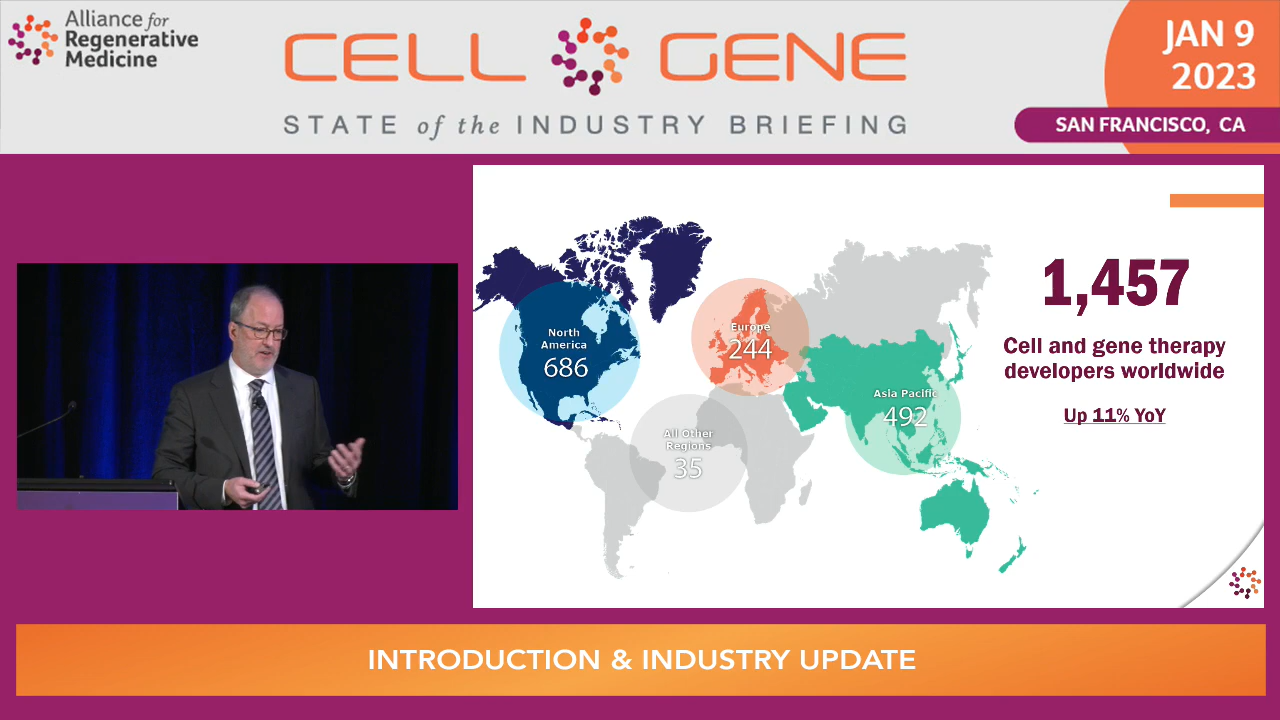 Alliance for
Regenerative
Medicine
CELL GENE
STATE of the INDUSTRY BRIEFING
JAN 9
2023
SAN FRANCISCO, CA
North
America
686
Europe
244
Asia Pacific
492
All Other
Regions
35
1,457
Cell and gene therapy
developers worldwide
Up 11% YoY
INTRODUCTION & INDUSTRY UPDATE